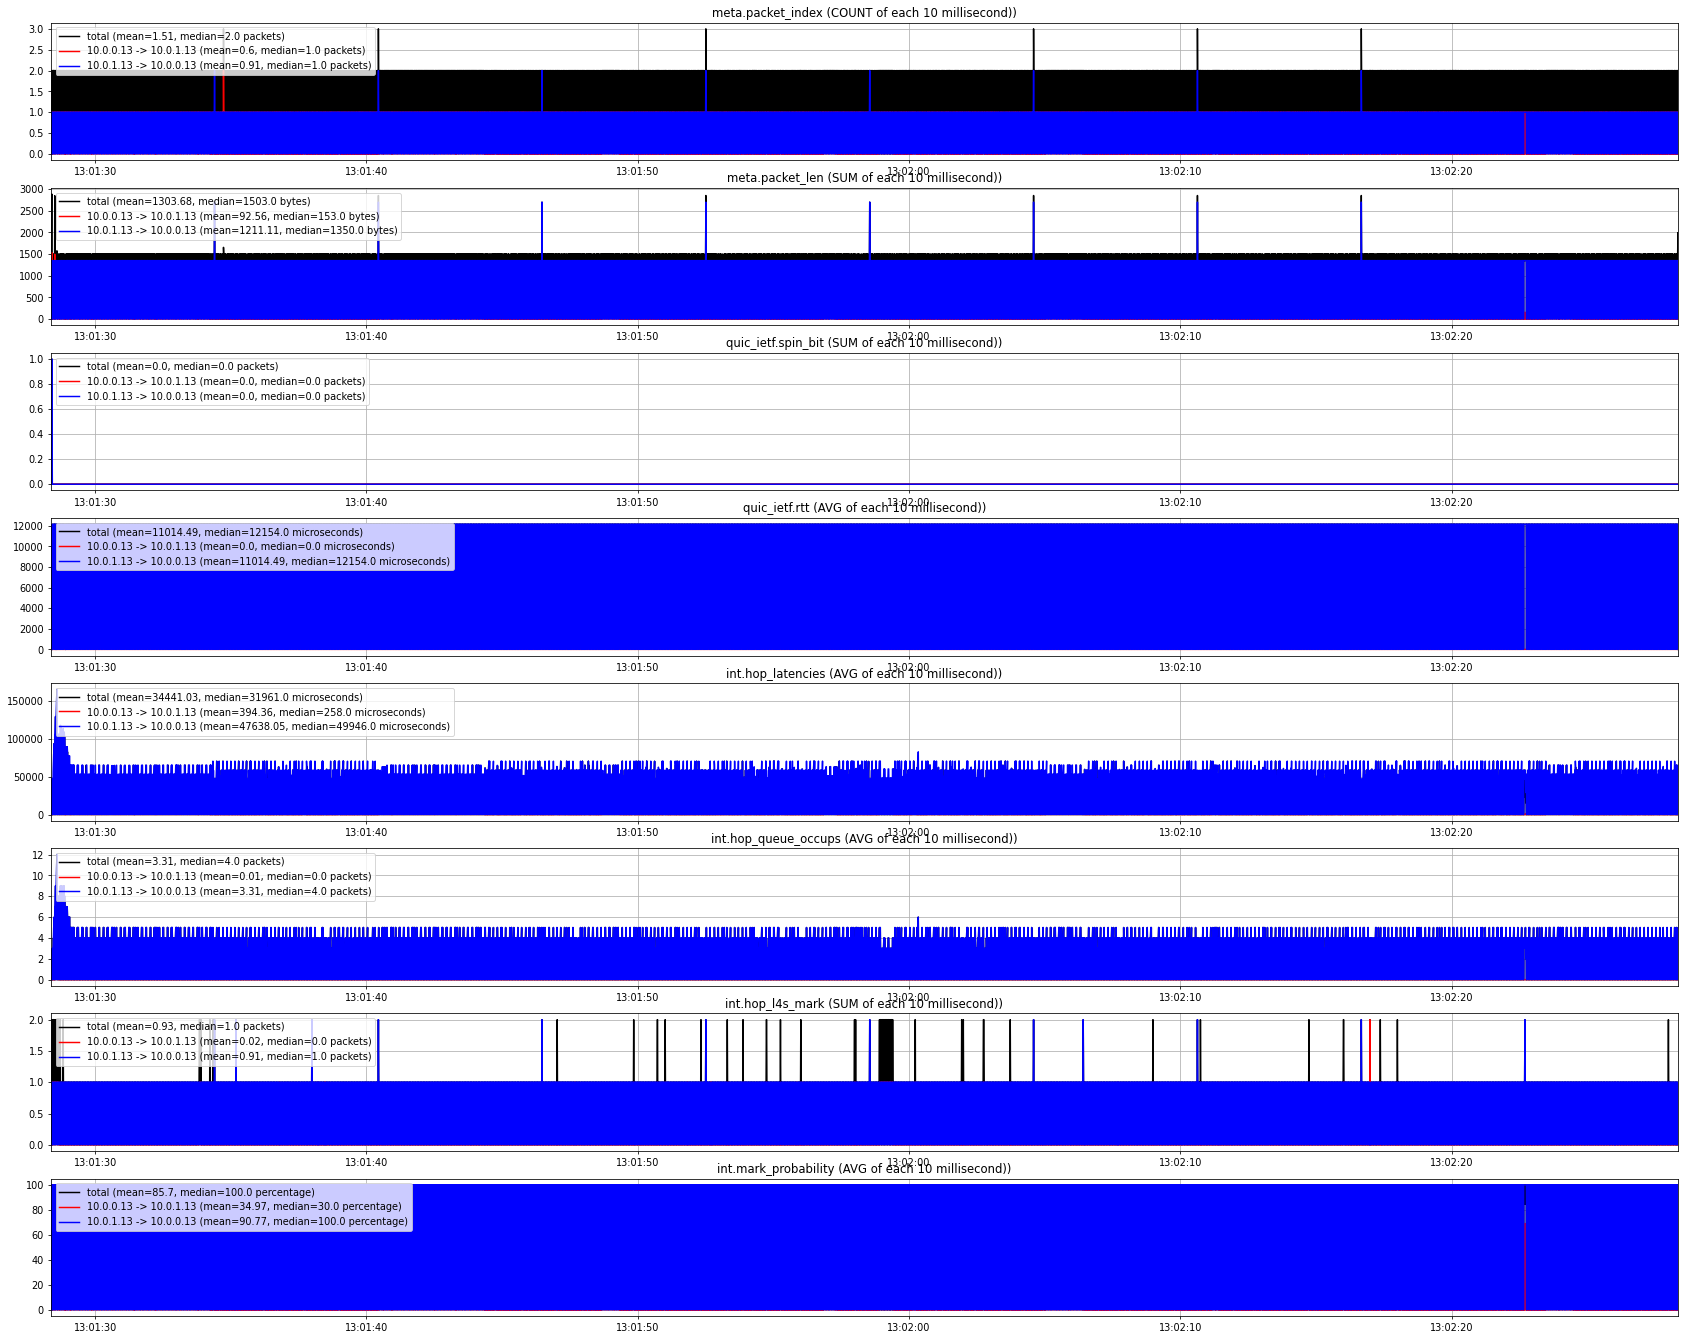 meta.packet_index (COUNT of each 10 millisecond))
3.0
2.5
2.0
1.5
1.0
0.5
0.0
total (mean=1.51, median=2.0 packets)
10.0.0.13 -> 10.0.1.13 (mean=0.6, median=1.0 packets)
10.0.1.13 -> 10.0.0.13 (mean=0.91, median=1.0 packets)
13:01:30 13:01:40 13:01:50 13:02:00 13:02:10 13:02:20
meta.packet_len (SUM of each 10 millisecond))
3000
2500
2000
1500
1000
500
0
total (mean=1303.68, median=1503.0 bytes)
10.0.0.13 -> 10.0.1.13 (mean=92.56, median=153.0 bytes)
10.0.1.13 -> 10.0.0.13 (mean=1211.11, median=1350.0 bytes)
13:01:30 13:01:40 13:01:50 13:02:00 13:02:10 13:02:20
quic_ietf.spin_bit (SUM of each 10 millisecond))
1.0
0.8
0.6
0.4
0.2
0.0
total (mean=0.0, median=0.0 packets)
10.0.0.13 -> 10.0.1.13 (mean=0.0, median=0.0 packets)
10.0.1.13 -> 10.0.0.13 (mean=0.0, median=0.0 packets)
13:01:30 13:01:40 13:01:50 13:02:00 13:02:10 13:02:20
quic_ietf.rtt (AVG of each 10 millisecond))
12000
10000
8000
6000
4000
2000
0
total (mean=11014.49, median=12154.0 microseconds)
10.0.0.13 -> 10.0.1.13 (mean=0.0, median=0.0 microseconds)
10.0.1.13 -> 10.0.0.13 (mean=11014.49, median=12154.0 microseconds)
13:01:30 13:01:40 13:01:50 13:02:00 13:02:10 13:02:20
int.hop_latencies (AVG of each 10 millisecond))
150000
100000
50000
0
total (mean=34441.03, median=31961.0 microseconds)
10.0.0.13 -> 10.0.1.13 (mean=394.36, median=258.0 microseconds)
10.0.1.13 -> 10.0.0.13 (mean=47638.05, median=49946.0 microseconds)
13:01:30 13:01:40 13:01:50 13:02:00 13:02:10 13:02:20
int.hop_queue_occups (AVG of each 10 millisecond))
12
10
8
6
4
2
0
total (mean=3.31, median=4.0 packets)
10.0.0.13 -> 10.0.1.13 (mean=0.01, median=0.0 packets)
10.0.1.13 -> 10.0.0.13 (mean=3.31, median=4.0 packets)
13:01:30 13:01:40 13:01:50 13:02:00 13:02:10 13:02:20
int.hop_l4s_mark (SUM of each 10 millisecond))
2.0
1.5
1.0
0.5
0.0
total (mean=0.93, median=1.0 packets)
10.0.0.13 -> 10.0.1.13 (mean=0.02, median=0.0 packets)
10.0.1.13 -> 10.0.0.13 (mean=0.91, median=1.0 packets)
13:01:30 13:01:40 13:01:50 13:02:00 13:02:10 13:02:20
int.mark_probability (AVG of each 10 millisecond))
100
80
60
40
20
0
total (mean=85.7, median=100.0 percentage)
10.0.0.13 -> 10.0.1.13 (mean=34.97, median=30.0 percentage)
10.0.1.13 -> 10.0.0.13 (mean=90.77, median=100.0 percentage)
13:01:30 13:01:40 13:01:50 13:02:00 13:02:10 13:02:20